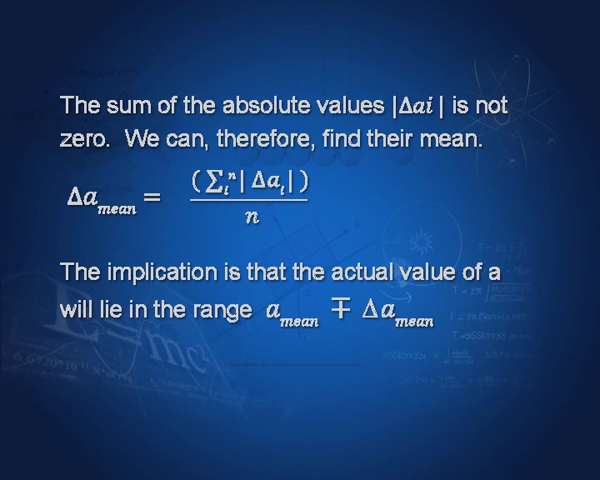 The sum of the absolute values |Δai | is not
zero.  We can, therefore, find their mean.
Δa_mean = (∑_i^n | Δa_i | ) / n
The implication is that the actual value of a
will lie in the range a_mean ∓ Δa_mean
E=mc²